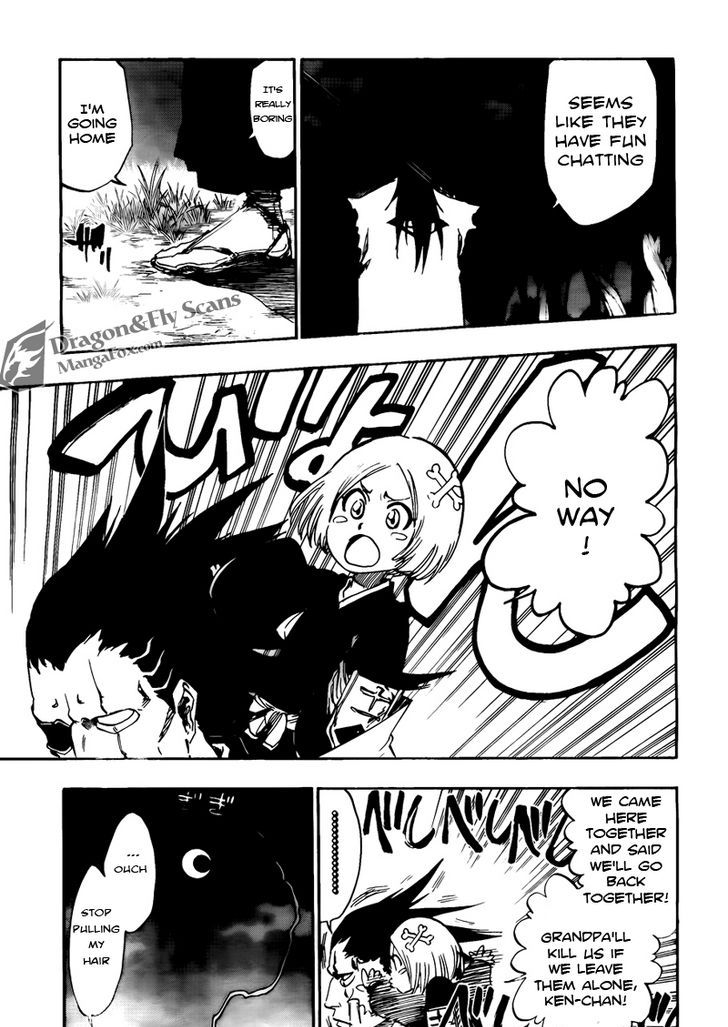 SEEMS
LIKE THEY
HAVE FUN
CHATTING
IT'S
REALLY
BORING
I'M
GOING
HOME
Dragon&Fly Scans
MangaFox.com
NO
WAY
!
WE CAME
HERE
TOGETHER
AND SAID
WE'LL GO
BACK
TOGETHER!
GRANDPA'LL
KILL US IF
WE LEAVE
THEM ALONE,
KEN-CHAN!
...
OUCH
STOP
PULLING
MY
HAIR